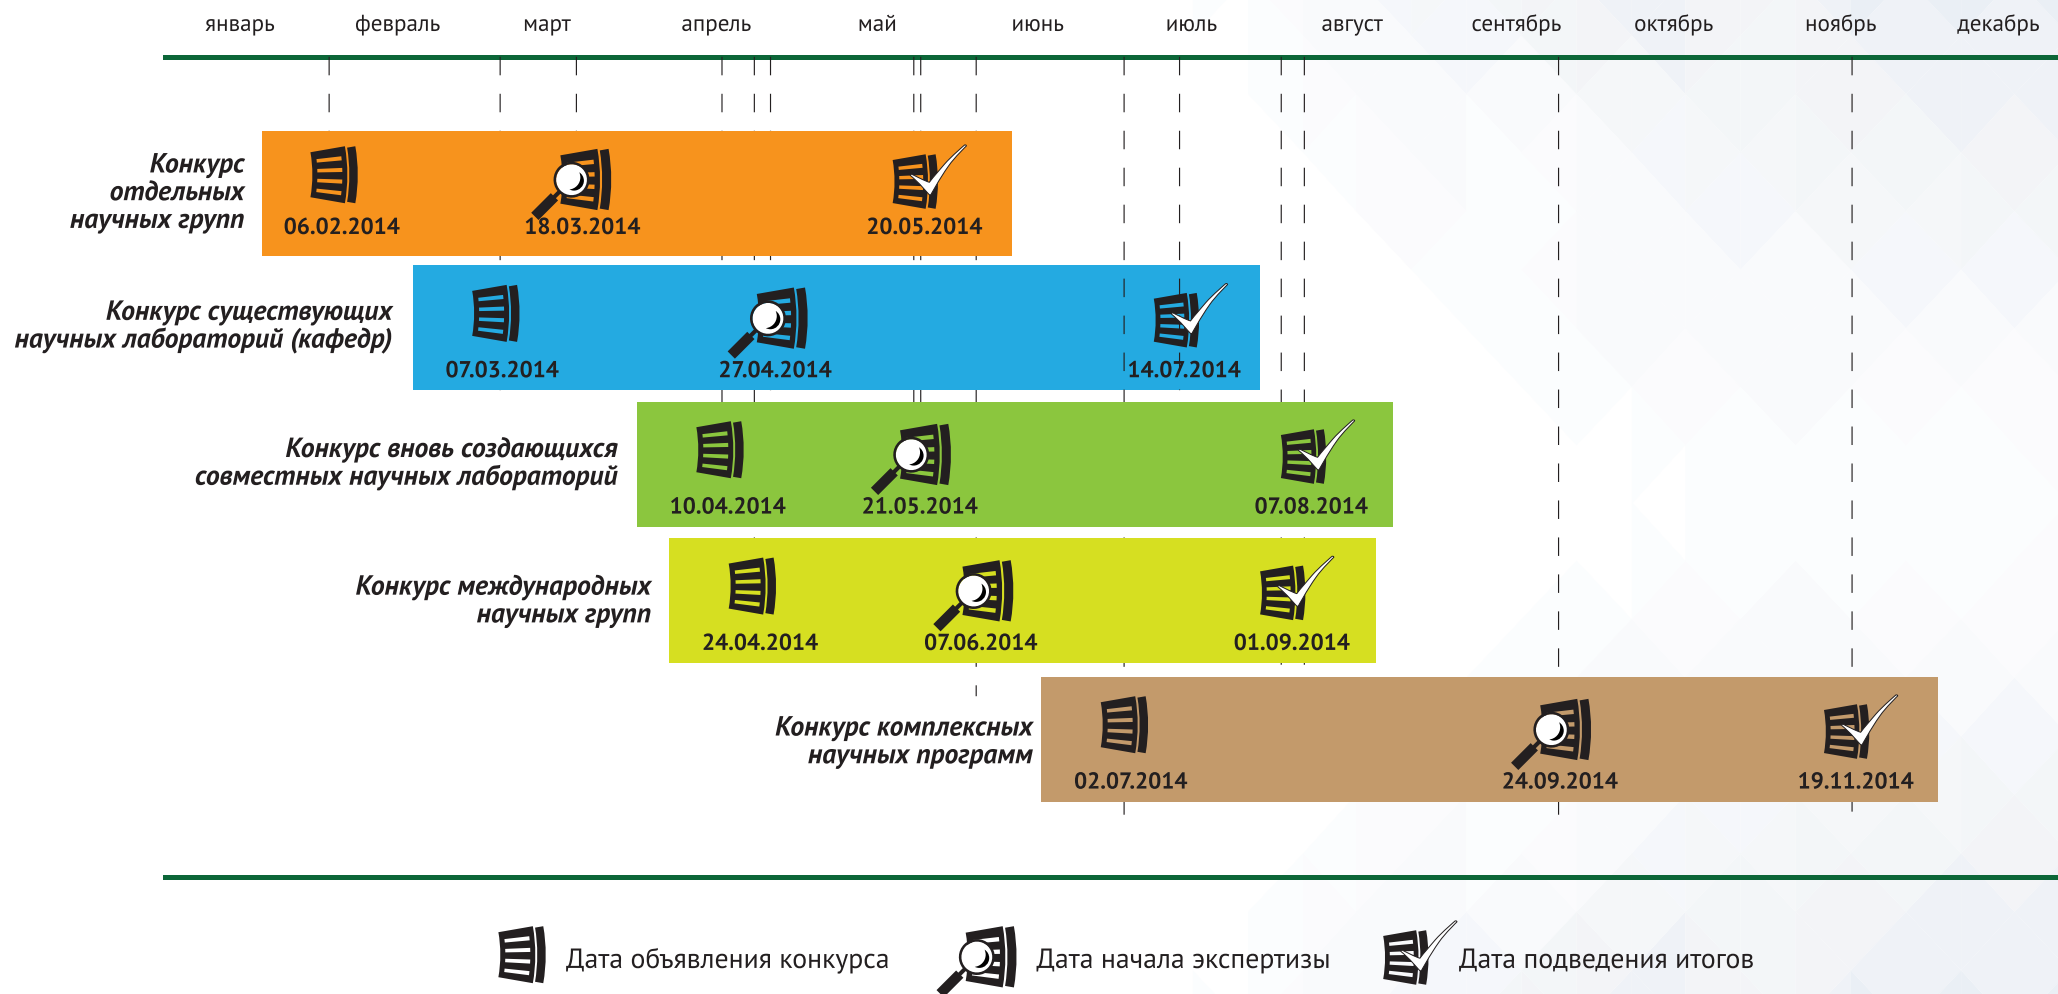 январь февраль март апрель май июнь июль август сентябрь октябрь ноябрь декабрь
Конкурс
отдельных
научных групп
06.02.2014 18.03.2014 20.05.2014
Конкурс существующих
научных лабораторий (кафедр)
07.03.2014 27.04.2014 14.07.2014
Конкурс вновь создающихся
совместных научных лабораторий
10.04.2014 21.05.2014 07.08.2014
Конкурс международных
научных групп
24.04.2014 07.06.2014 01.09.2014
Конкурс комплексных
научных программ
02.07.2014 24.09.2014 19.11.2014
Дата объявления конкурса Дата начала экспертизы Дата подведения итогов